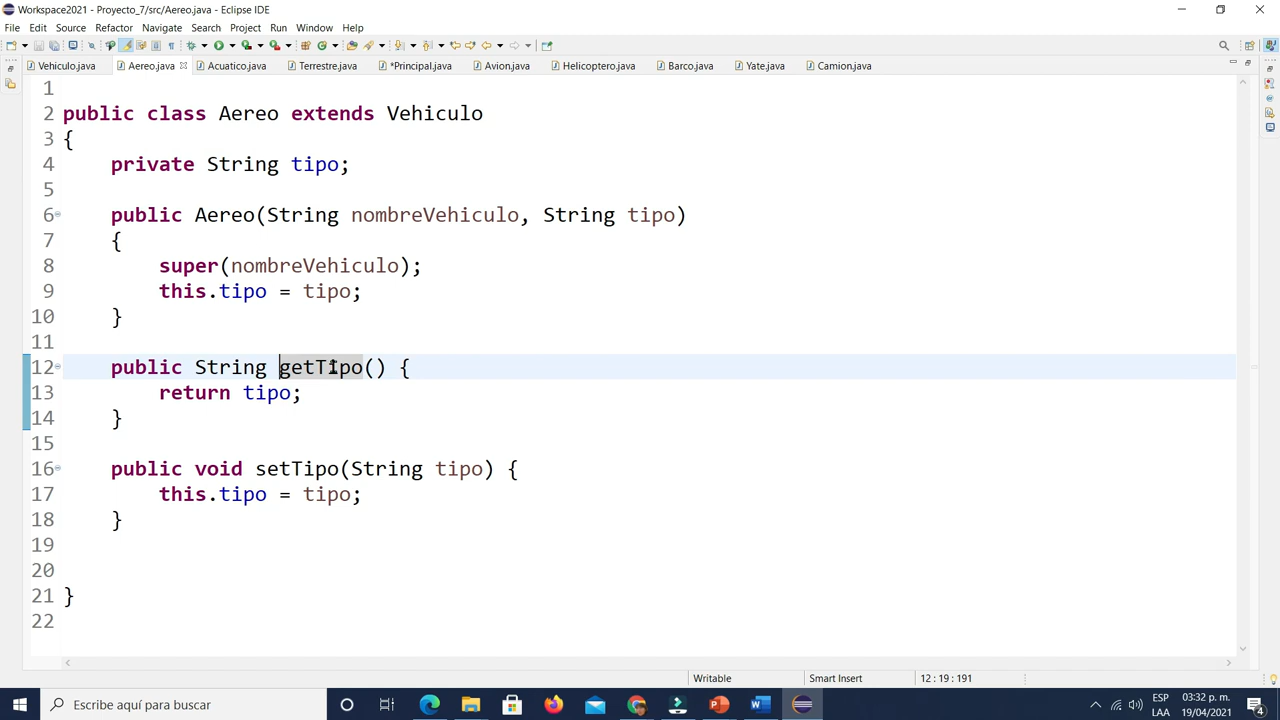 Workspace2021 - Proyecto_7/src/Aereo.java - Eclipse IDE
File Edit Source Refactor Navigate Search Project Run Window Help
Vehiculo.java Aereo.java Acuatico.java Terrestre.java *Principal.java Avion.java Helicoptero.java Barco.java Yate.java Camion.java
1
2 public class Aereo extends Vehiculo
3 {
4 private String tipo;
5
6 public Aereo(String nombreVehiculo, String tipo)
7 {
8 super(nombreVehiculo);
9 this.tipo = tipo;
10 }
11
12 public String getTipo() {
13 return tipo;
14 }
15
16 public void setTipo(String tipo) {
17 this.tipo = tipo;
18 }
19
20
21 }
22
Writable Smart Insert 12 : 19 : 191
Escribe aquí para buscar
ESP 03:32 p. m.
LAA 19/04/2021 4